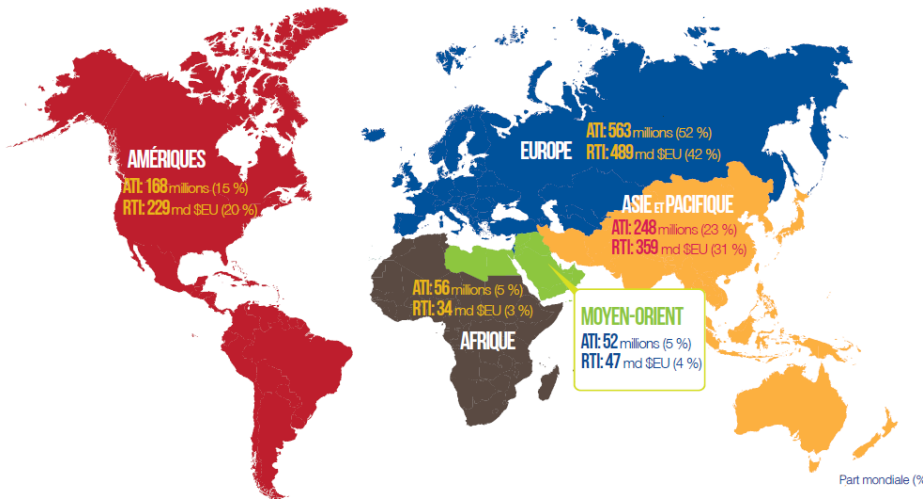 AMÉRIQUES
ATI: 168 millions (15 %)
RTI: 229 md $EU (20 %)
EUROPE
ATI: 563 millions (52 %)
RTI: 489 md $EU (42 %)
ASIE ET PACIFIQUE
ATI: 248 millions (23 %)
RTI: 359 md $EU (31 %)
ATI: 56 millions (5 %)
RTI: 34 md $EU (3 %)
AFRIQUE
MOYEN-ORIENT
ATI: 52 millions (5 %)
RTI: 47 md $EU (4 %)
Part mondiale (%